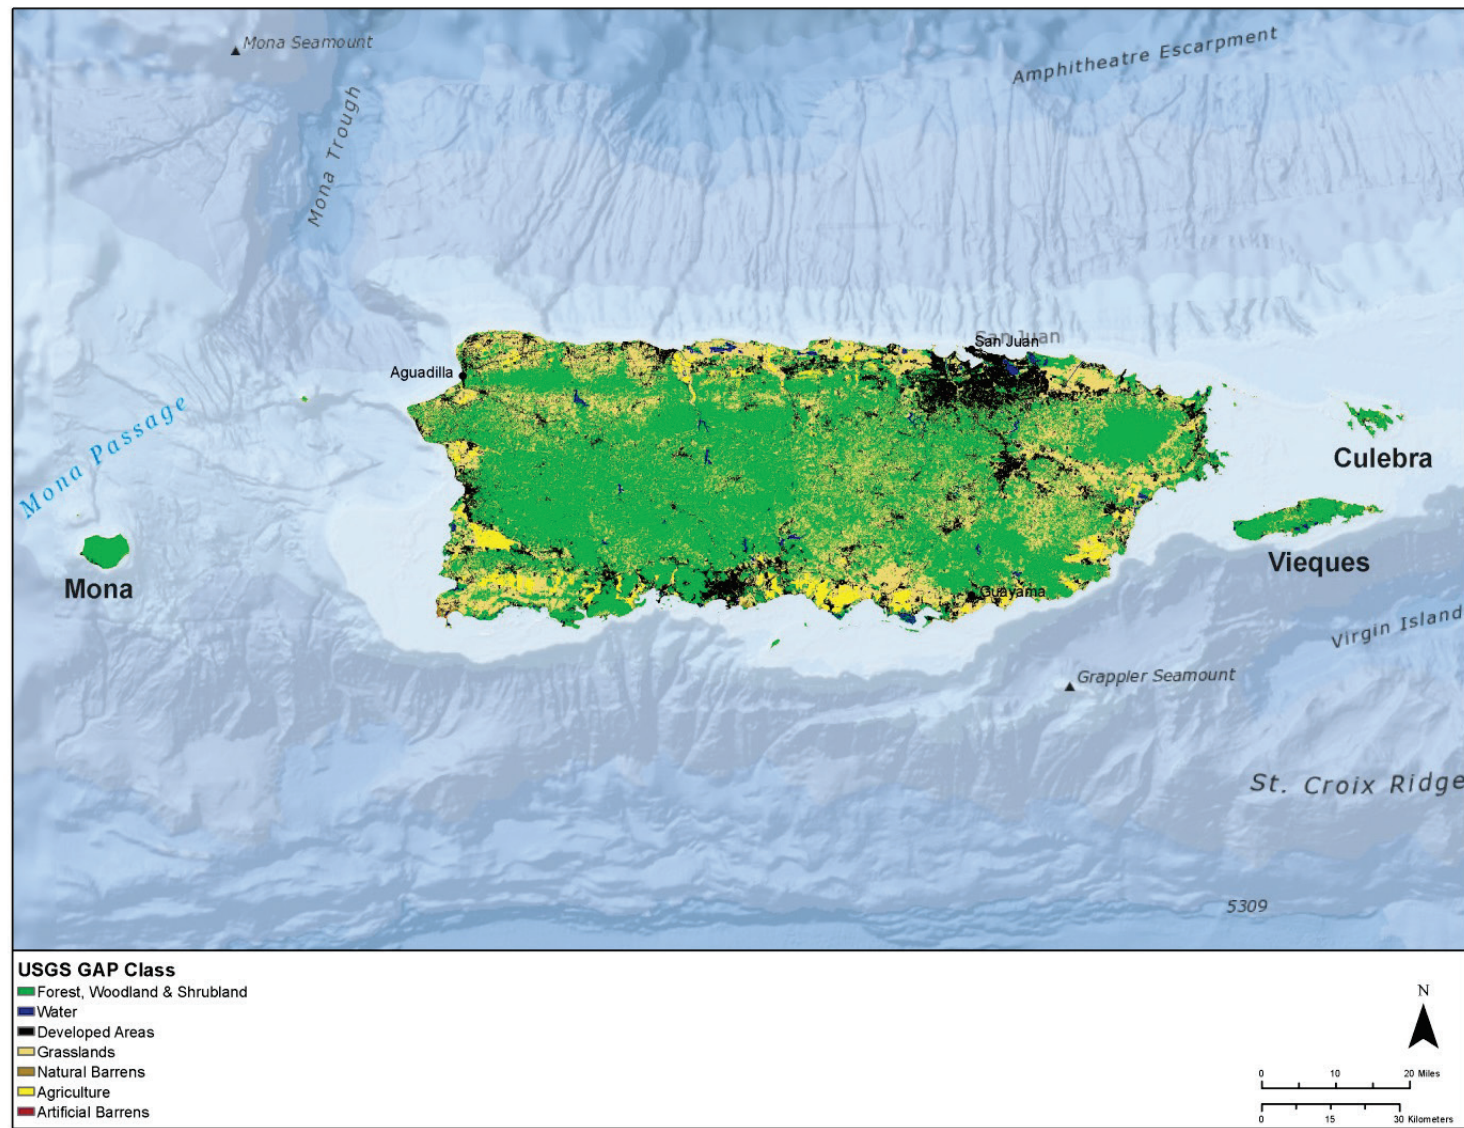 Mona Seamount
Amphitheatre Escarpment
Mona Trough
San Juan
San Juan
Aguadilla
Mona Passage
Culebra
Vieques
Mona
Guayama
Virgin Island
Grappler Seamount
St. Croix Ridge
5309
USGS GAP Class
Forest, Woodland & Shrubland
Water
Developed Areas
Grasslands
Natural Barrens
Agriculture
Artificial Barrens
N
0 10 20 Miles
0 15 30 Kilometers